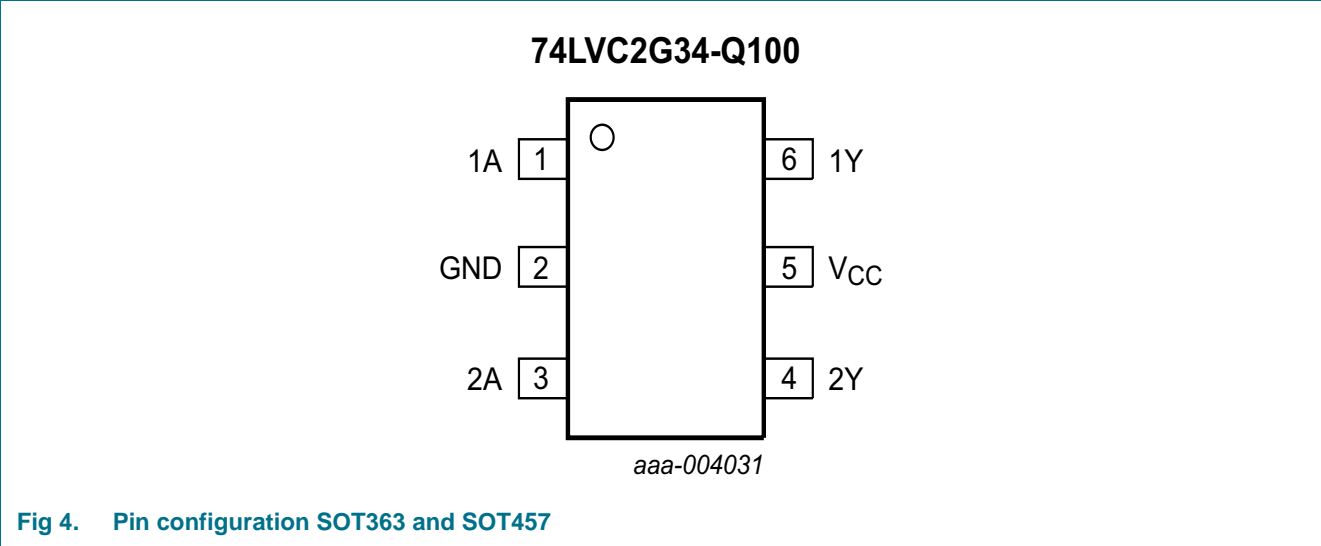 74LVC2G34-Q100
1A 1 6 1Y
GND 2 5 VCC
2A 3 4 2Y
aaa-004031
Fig 4. Pin configuration SOT363 and SOT457